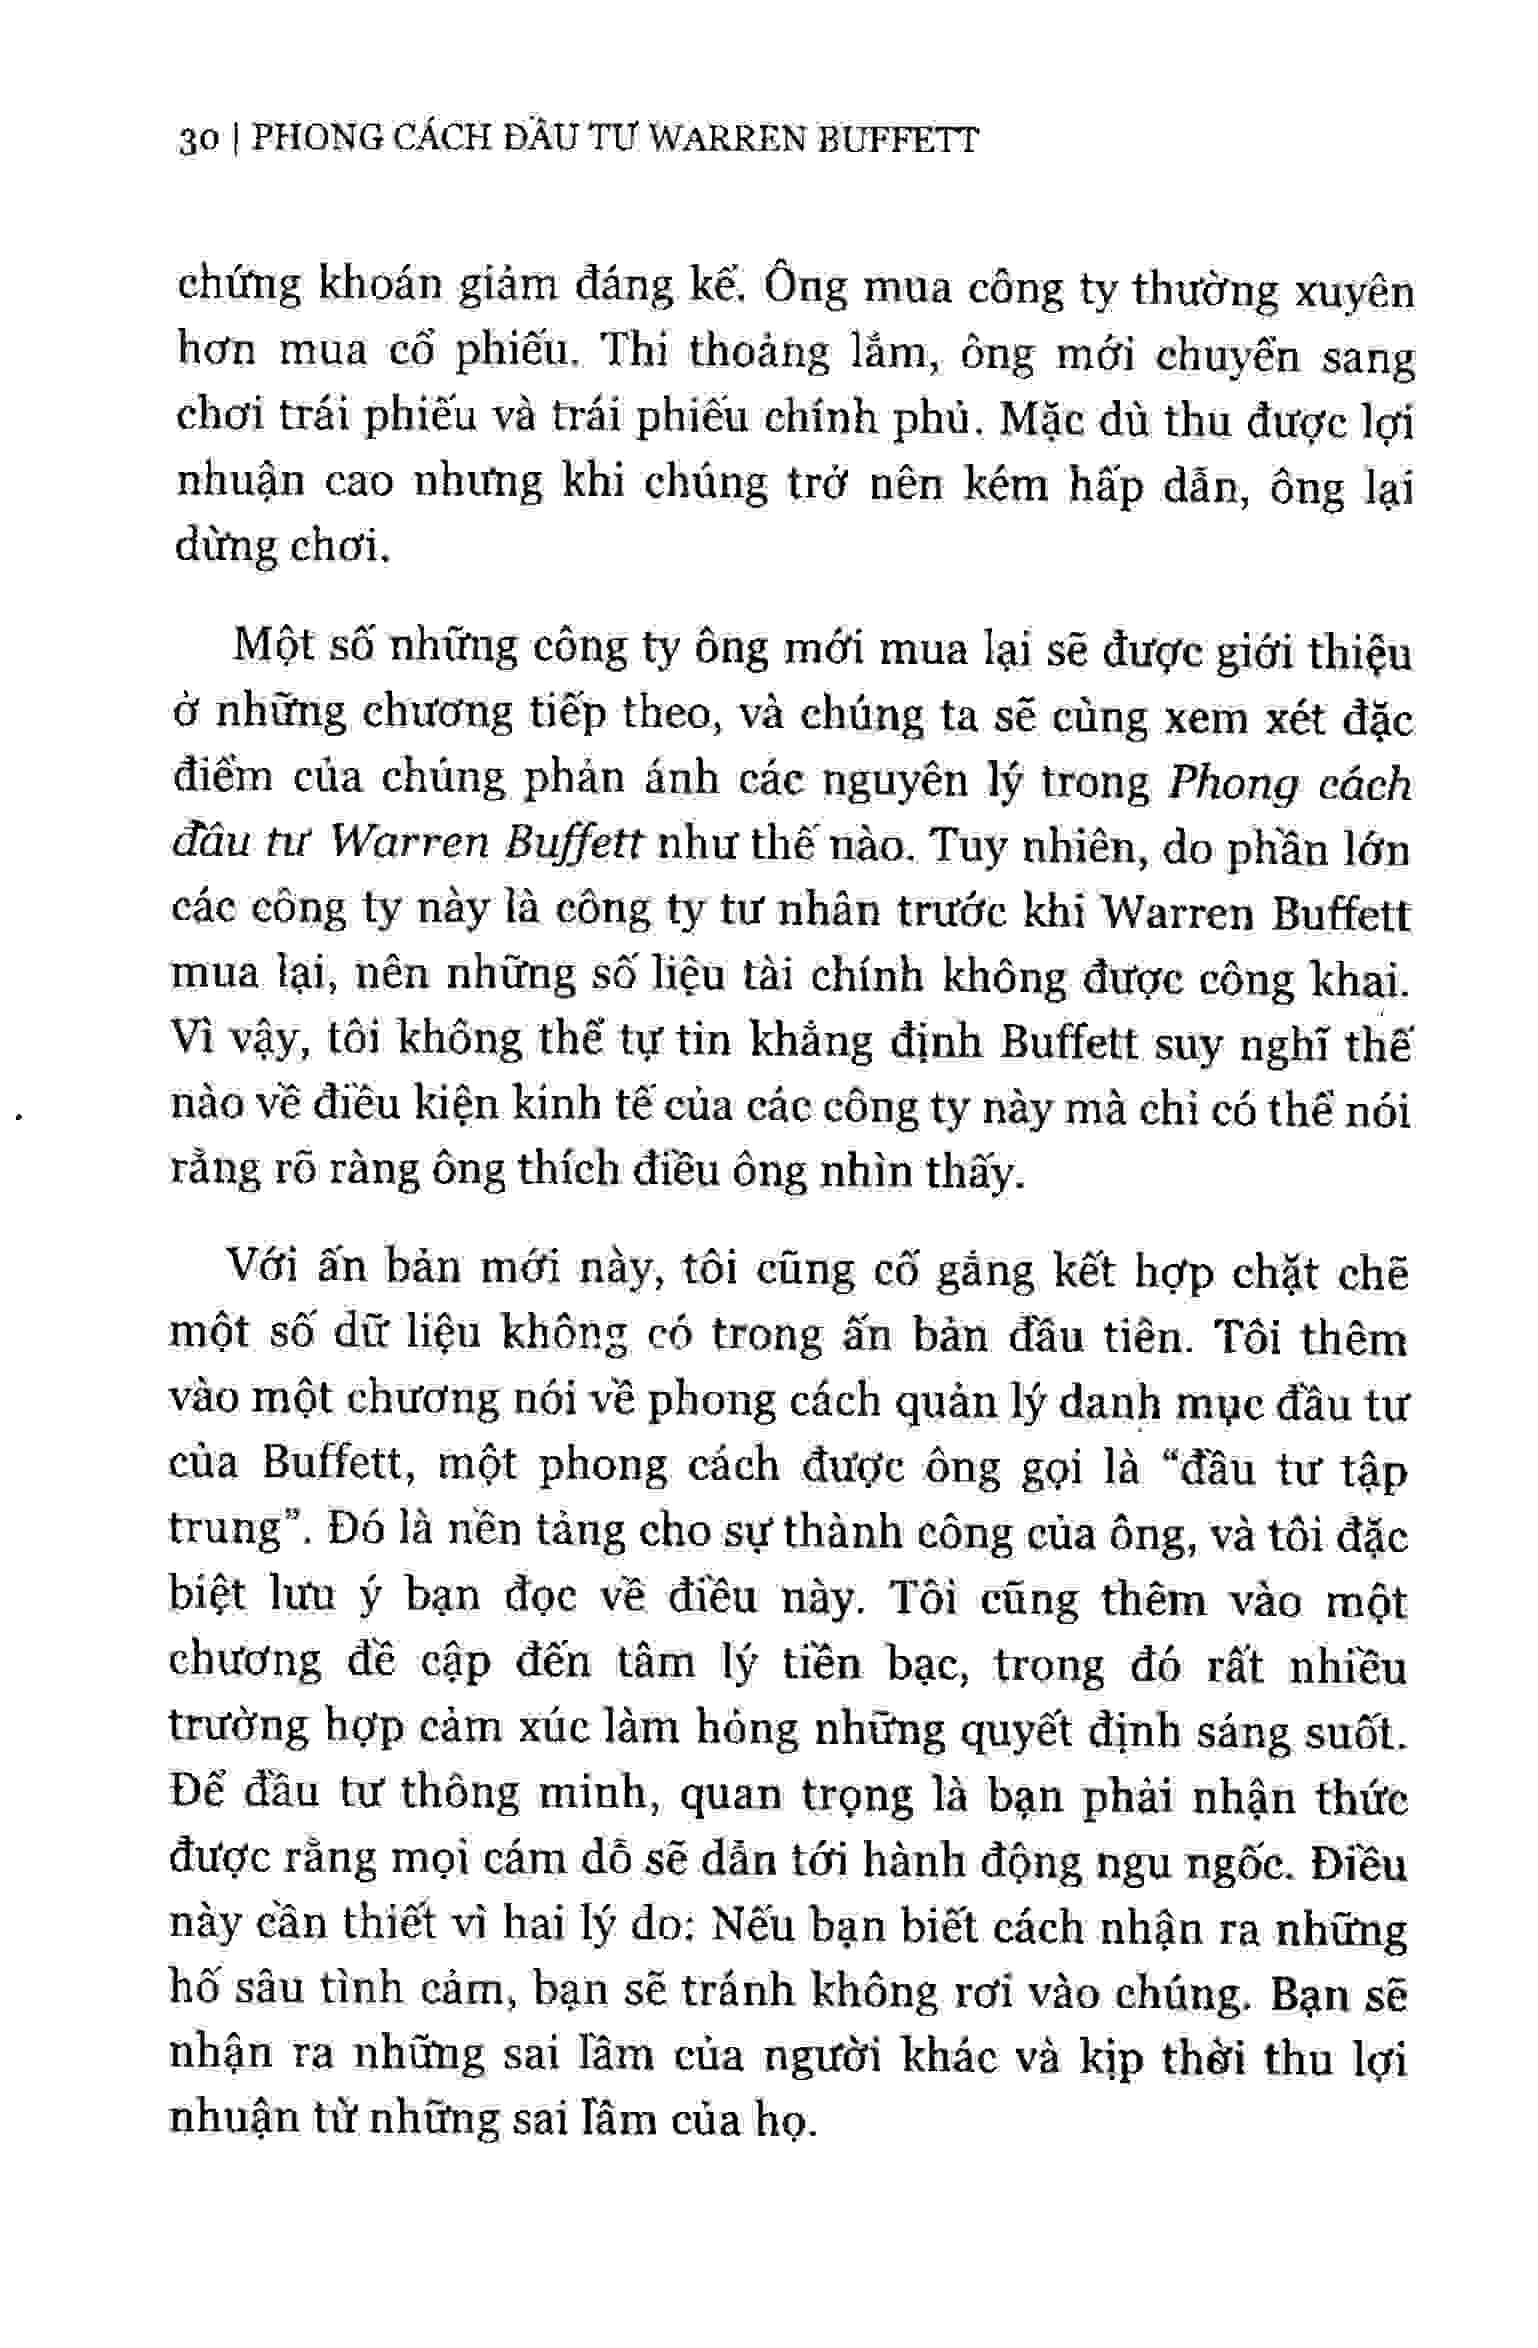 30 | PHONG CÁCH ĐẦU TƯ WARREN BUFFETT
chứng khoán giảm đáng kể. Ông mua công ty thường xuyên
hơn mua cổ phiếu. Thi thoảng lắm, ông mới chuyển sang
chơi trái phiếu và trái phiếu chính phủ. Mặc dù thu được lợi
nhuận cao nhưng khi chúng trở nên kém hấp dẫn, ông lại
dừng chơi.
Một số những công ty ông mới mua lại sẽ được giới thiệu
ở những chương tiếp theo, và chúng ta sẽ cùng xem xét đặc
điểm của chúng phản ánh các nguyên lý trong Phong cách
đầu tư Warren Buffett như thế nào. Tuy nhiên, do phần lớn
các công ty này là công ty tư nhân trước khi Warren Buffett
mua lại, nên những số liệu tài chính không được công khai.
Vì vậy, tôi không thể tự tin khẳng định Buffett suy nghĩ thế
nào về điều kiện kinh tế của các công ty này mà chỉ có thể nói
rằng rõ ràng ông thích điều ông nhìn thấy.
Với ấn bản mới này, tôi cũng cố gắng kết hợp chặt chẽ
một số dữ liệu không có trong ấn bản đầu tiên. Tôi thêm
vào một chương nói về phong cách quản lý danh mục đầu tư
của Buffett, một phong cách được ông gọi là “đầu tư tập
trung”. Đó là nền tảng cho sự thành công của ông, và tôi đặc
biệt lưu ý bạn đọc về điều này. Tôi cũng thêm vào một
chương đề cập đến tâm lý tiền bạc, trong đó rất nhiều
trường hợp cảm xúc làm hỏng những quyết định sáng suốt.
Để đầu tư thông minh, quan trọng là bạn phải nhận thức
được rằng mọi cám dỗ sẽ dẫn tới hành động ngu ngốc. Điều
này cần thiết vì hai lý do: Nếu bạn biết cách nhận ra những
hố sâu tình cảm, bạn sẽ tránh không rơi vào chúng. Bạn sẽ
nhận ra những sai lầm của người khác và kịp thời thu lợi
nhuận từ những sai lầm của họ.